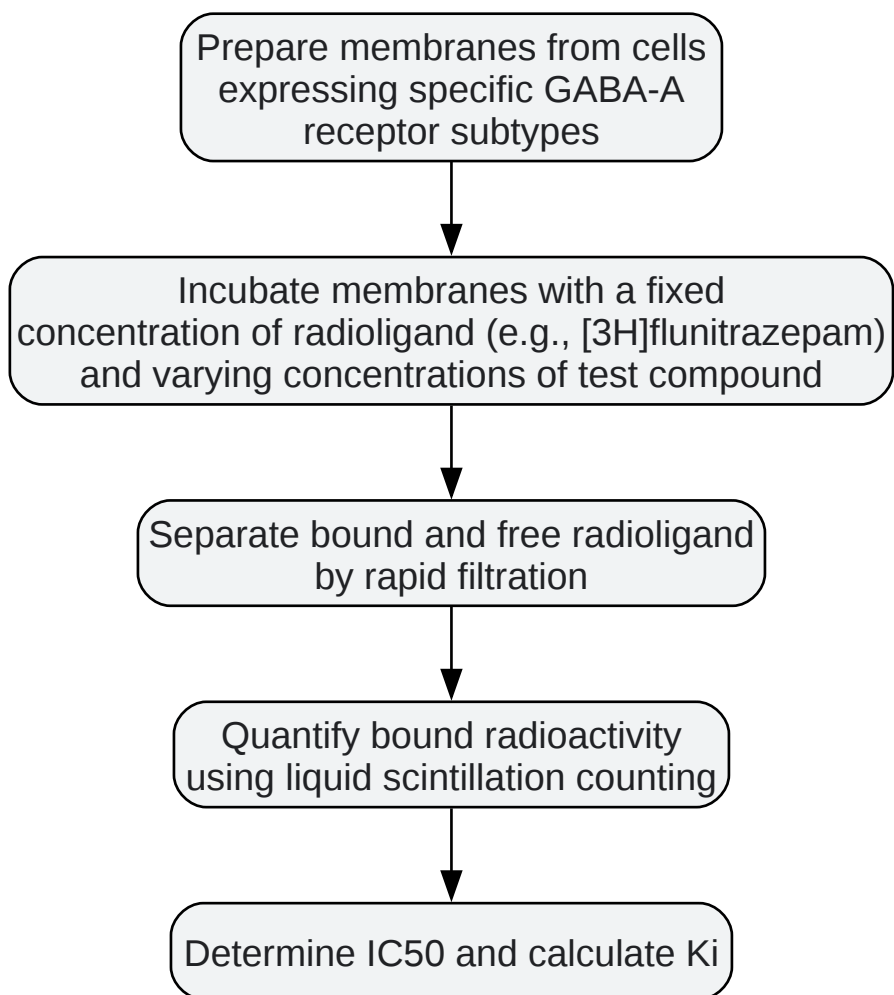 Prepare membranes from cells
expressing specific GABA-A
receptor subtypes
Incubate membranes with a fixed
concentration of radioligand (e.g., [3H]flunitrazepam)
and varying concentrations of test compound
Separate bound and free radioligand
by rapid filtration
Quantify bound radioactivity
using liquid scintillation counting
Determine IC50 and calculate Ki